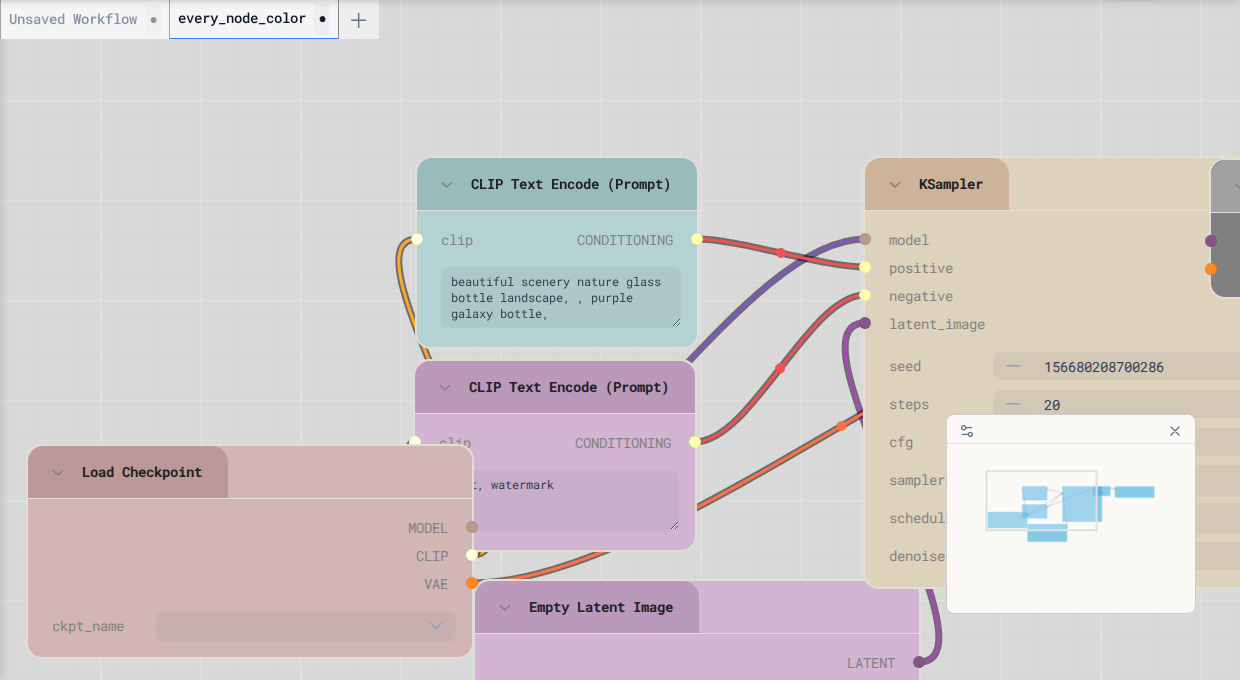 Unsaved Workflow
every_node_color
CLIP Text Encode (Prompt)
clip
CONDITIONING
beautiful scenery nature glass
bottle landscape, , purple
galaxy bottle,
CLIP Text Encode (Prompt)
clip
CONDITIONING
, watermark
Load Checkpoint
MODEL
CLIP
VAE
ckpt_name
Empty Latent Image
LATENT
KSampler
model
positive
negative
latent_image
seed
156680208700286
steps
20
cfg
sampler
schedul
denoise